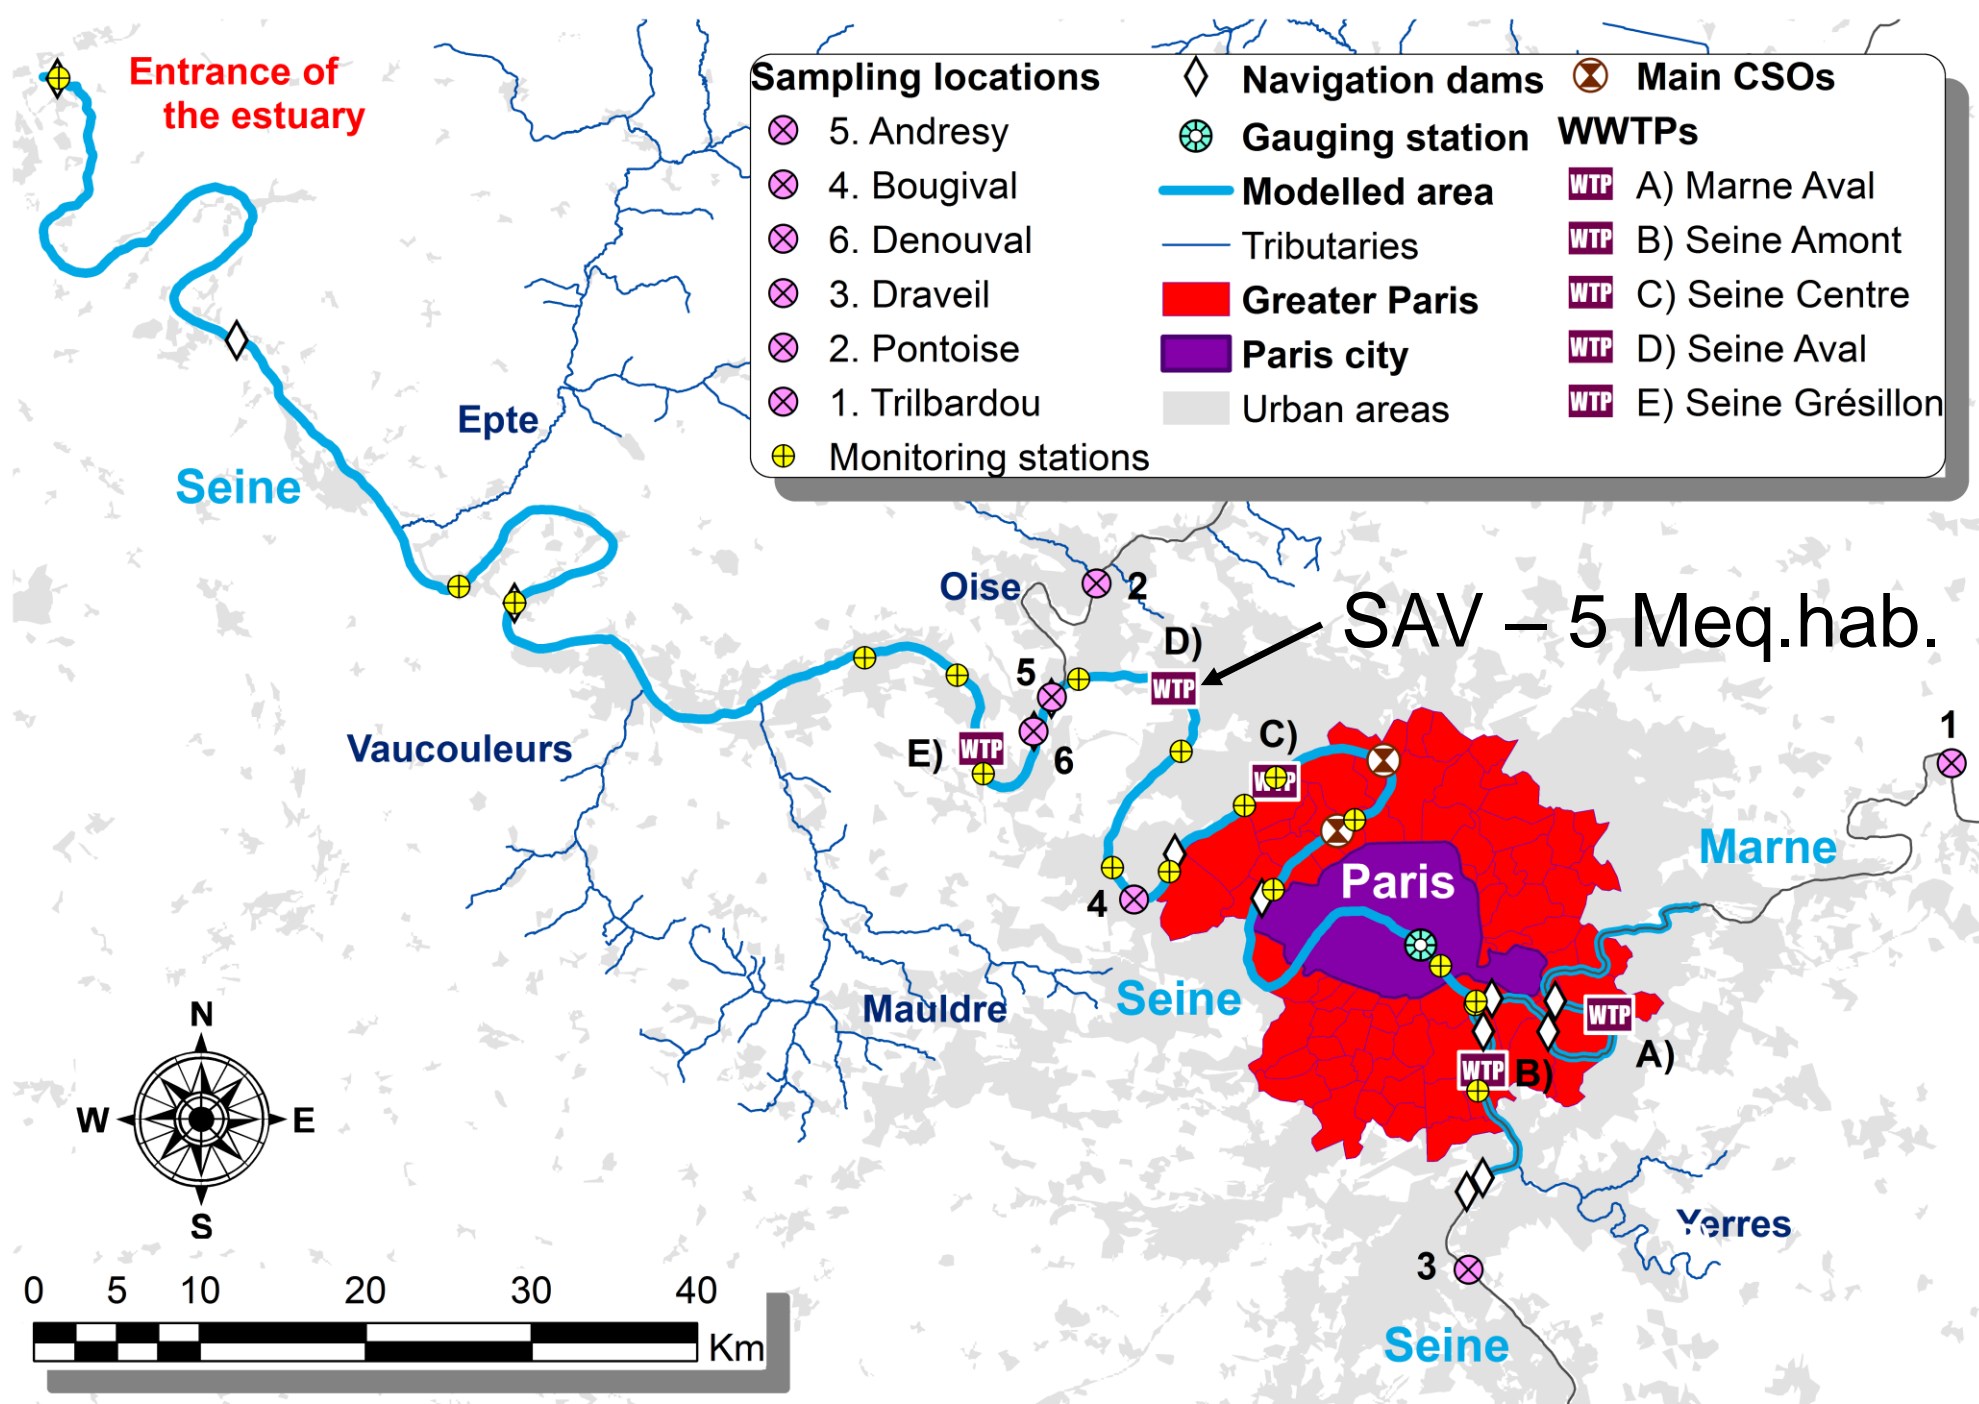 Entrance of
the estuary
Sampling locations
5. Andresy
4. Bougival
6. Denouval
3. Draveil
2. Pontoise
1. Trilbardou
Monitoring stations
Navigation dams
Gauging station
Modelled area
Tributaries
Greater Paris
Paris city
Urban areas
Main CSOs
WWTPs
WTP A) Marne Aval
WTP B) Seine Amont
WTP C) Seine Centre
WTP D) Seine Aval
WTP E) Seine Grésillon
Epte
Seine
Oise
2
SAV – 5 Meq.hab.
D)
WTP
5
6
E)
WTP
C)
WTP
1
Vaucouleurs
Marne
4
Paris
Seine
Mauldre
WTP
A)
WTP
B)
Yerres
3
Seine
N
W
E
S
0 5 10 20 30 40
Km